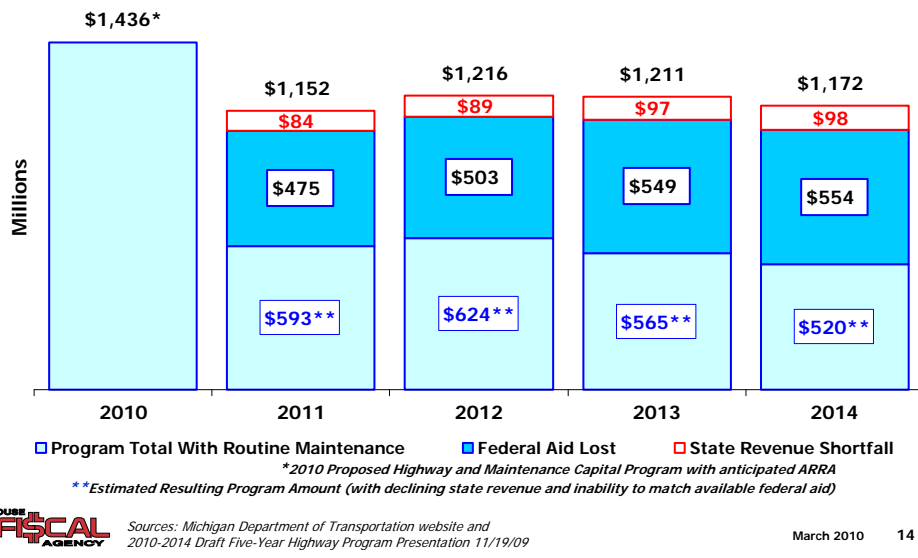 $1,436*
$1,152
$1,216
$1,211
$1,172
$84
$89
$97
$98
$475
$503
$549
$554
$593**
$624**
$565**
$520**
Millions
2010 2011 2012 2013 2014
Program Total With Routine Maintenance Federal Aid Lost State Revenue Shortfall
*2010 Proposed Highway and Maintenance Capital Program with anticipated ARRA
**Estimated Resulting Program Amount (with declining state revenue and inability to match available federal aid)
FI$CAL
AGENCY
Sources: Michigan Department of Transportation website and
2010-2014 Draft Five-Year Highway Program Presentation 11/19/09
March 2010 14